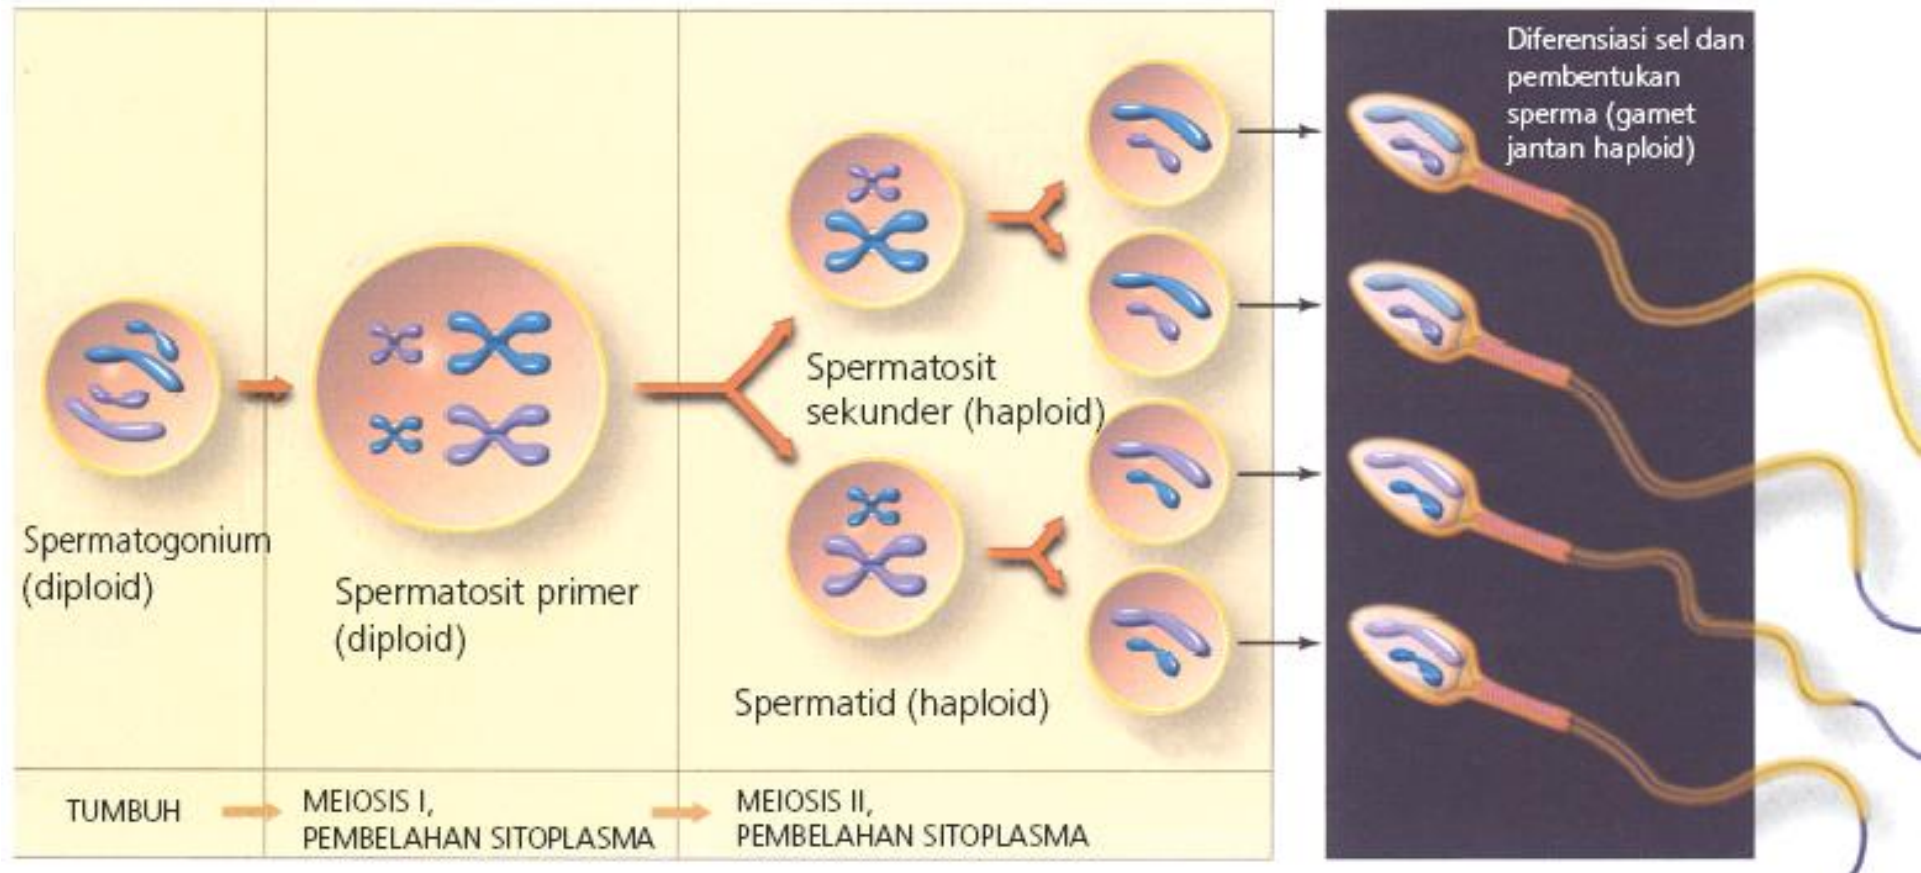 Diferensiasi sel dan
pembentukan
sperma (gamet
jantan haploid)
Spermatosit
sekunder (haploid)
Spermatogonium
(diploid)
Spermatosit primer
(diploid)
Spermatid (haploid)
TUMBUH
MEIOSIS I,
PEMBELAHAN SITOPLASMA
MEIOSIS II,
PEMBELAHAN SITOPLASMA